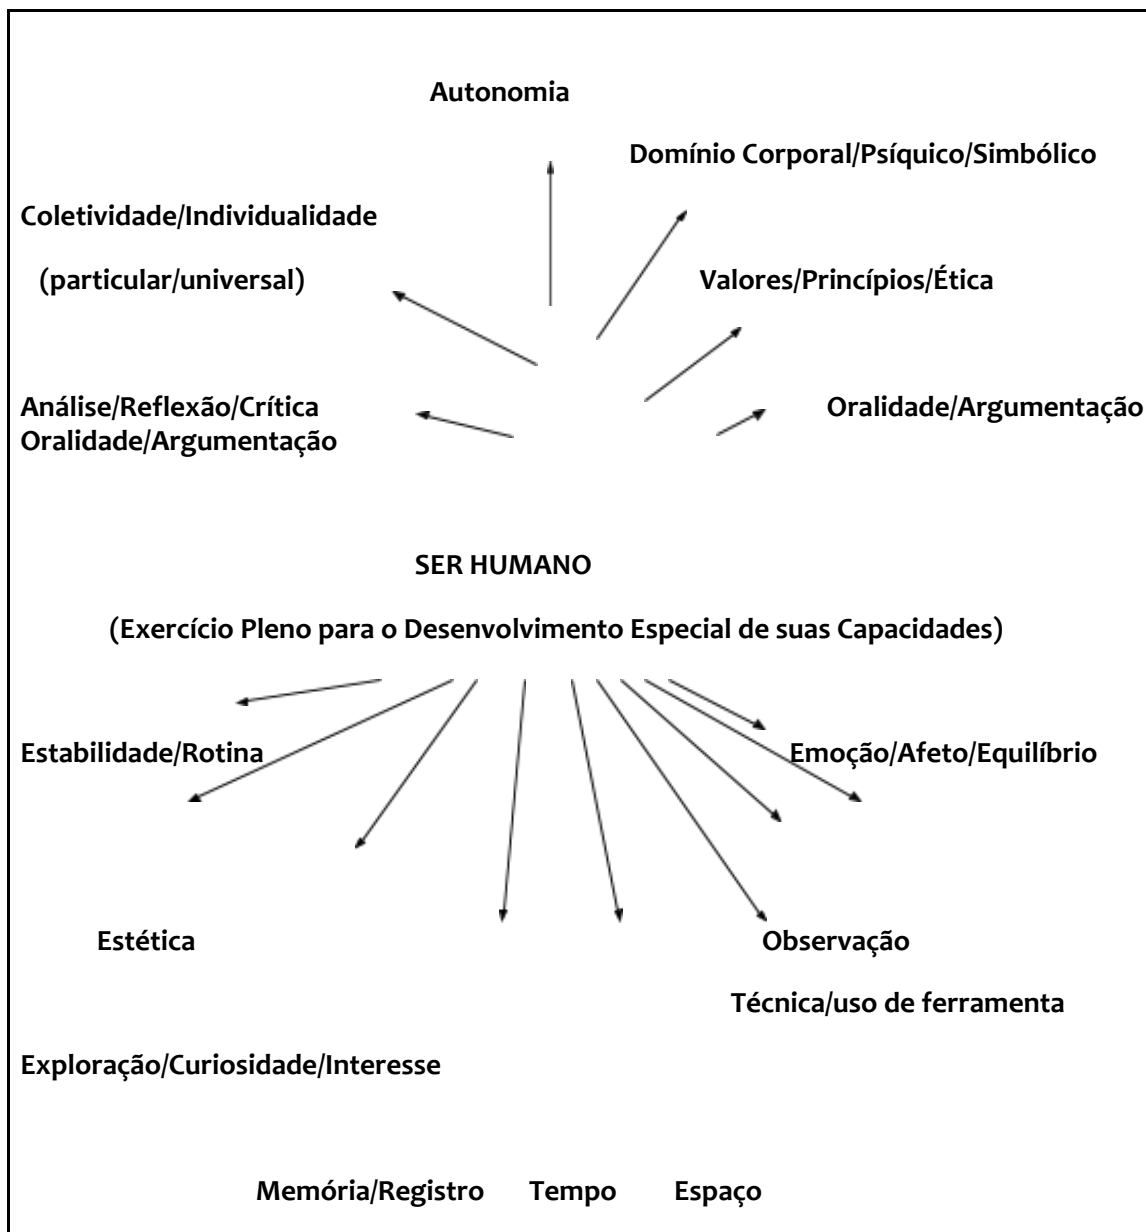 Autonomia
Domínio Corporal/Psíquico/Simbólico
Coletividade/Individualidade
(particular/universal)
Valores/Princípios/Ética
Análise/Reflexão/Crítica
Oralidade/Argumentação
Oralidade/Argumentação
SER HUMANO
(Exercício Pleno para o Desenvolvimento Especial de suas Capacidades)
Estabilidade/Rotina
Emoção/Afeto/Equilíbrio
Estética
Observação
Técnica/uso de ferramenta
Exploração/Curiosidade/Interesse
Memória/Registro Tempo Espaço